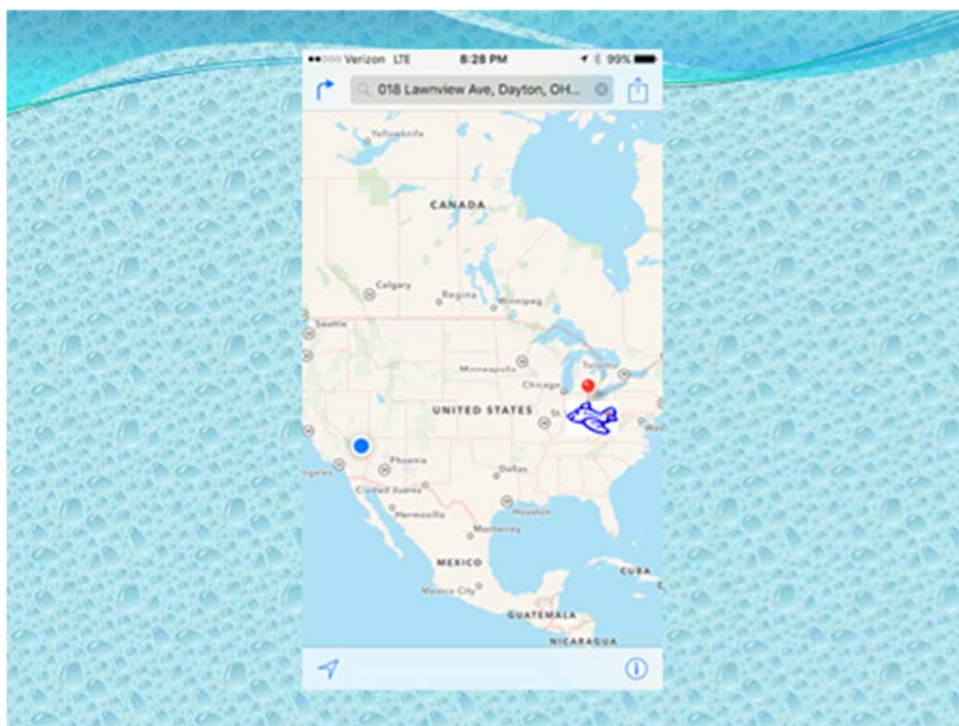 Verizon LTE 8:28 PM 99%
018 Lawnview Ave, Dayton, OH...
Yellowknife
CANADA
Calgary
Regina
Winnipeg
Seattle
Toronto
Minneapolis
Chicago
UNITED STATES
St.
Phoenix
Dallas
Ciudad Juárez
Houston
Hermosillo
Monterrey
MEXICO
CUBA
Mexico City
GUATEMALA
NICARAGUA